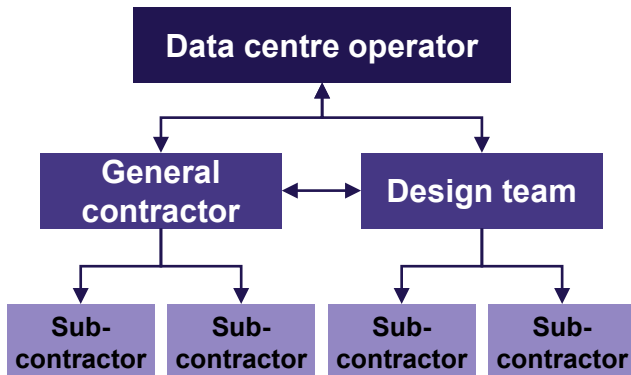 Data centre operator
General
contractor
Design team
Sub-
contractor
Sub-
contractor
Sub-
contractor
Sub-
contractor